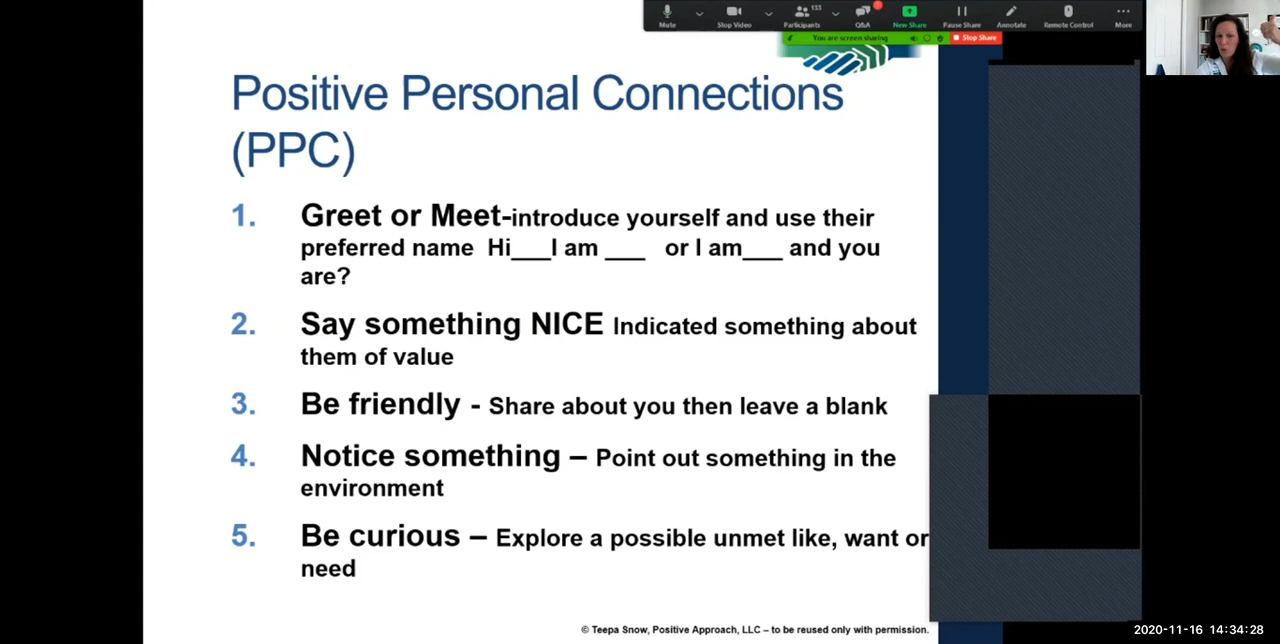 133
Mute Stop Video Participants Q&A New Share Pause Share Annotate Remote Control More
You are screen sharing Stop Share
Positive Personal Connections
(PPC)
1. Greet or Meet-introduce yourself and use their
preferred name Hi___I am ___ or I am___ and you
are?
2. Say something NICE Indicated something about
them of value
3. Be friendly - Share about you then leave a blank
4. Notice something – Point out something in the
environment
5. Be curious – Explore a possible unmet like, want or
need
© Teepa Snow, Positive Approach, LLC – to be reused only with permission.
2020-11-16 14:34:28